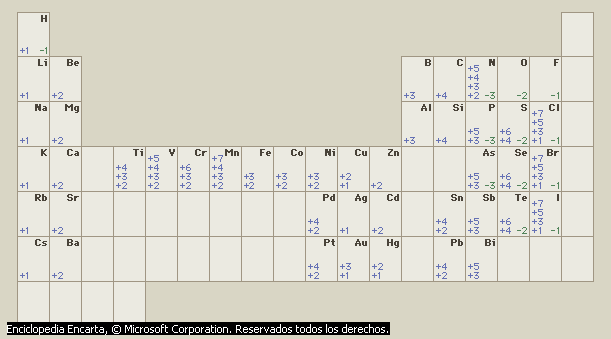 H
+1 -1
Li Be B C N O F
+5
+4
+3
+1 +2 +3 +4 +2 -3 -2 -1
Na Mg Al Si P S Cl
+7
+5
+5 +6 +3
+1 +2 +3 +4 +3 -3 +4 -2 +1 -1
K Ca Ti V Cr Mn Fe Co Ni Cu Zn As Se Br
+5 +7 +7
+4 +4 +6 +4 +5
+3 +3 +3 +3 +3 +3 +3 +2 +5 +6 +3
+1 +2 +2 +2 +2 +2 +2 +2 +2 +1 +2 +3 -3 +4 -2 +1 -1
Rb Sr Pd Ag Cd Sn Sb Te I
+7
+5
+4 +4 +5 +6 +3
+1 +2 +2 +1 +2 +2 +3 +4 -2 +1 -1
Cs Ba Pt Au Hg Pb Bi
+4 +3 +2 +4 +5
+1 +2 +2 +1 +1 +2 +3
Enciclopedia Encarta, © Microsoft Corporation. Reservados todos los derechos.